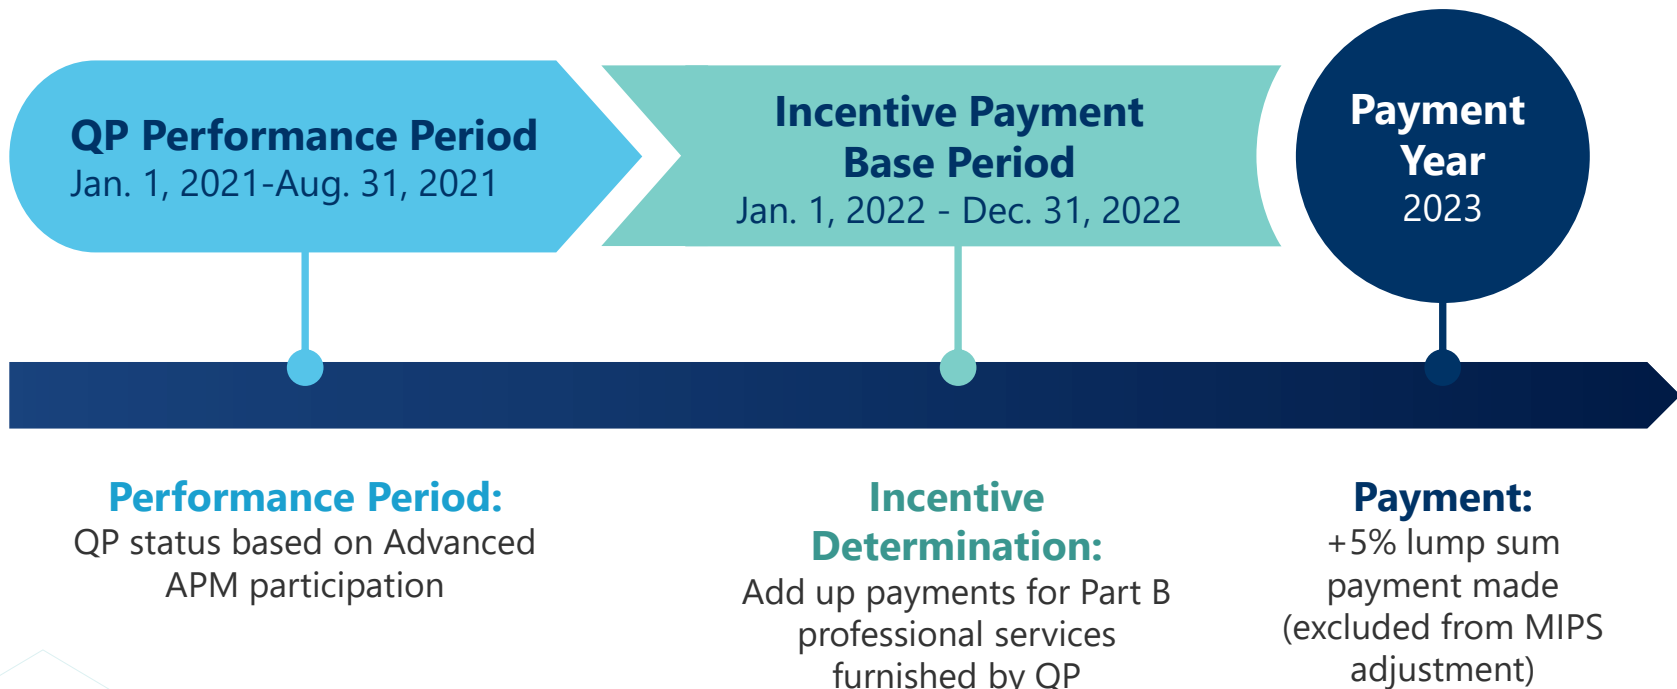 QP Performance Period
Jan. 1, 2021-Aug. 31, 2021
Incentive Payment
Base Period
Jan. 1, 2022 - Dec. 31, 2022
Payment
Year
2023
Performance Period:
QP status based on Advanced
APM participation
Incentive
Determination:
Add up payments for Part B
professional services
furnished by QP
Payment:
+5% lump sum
payment made
(excluded from MIPS
adjustment)